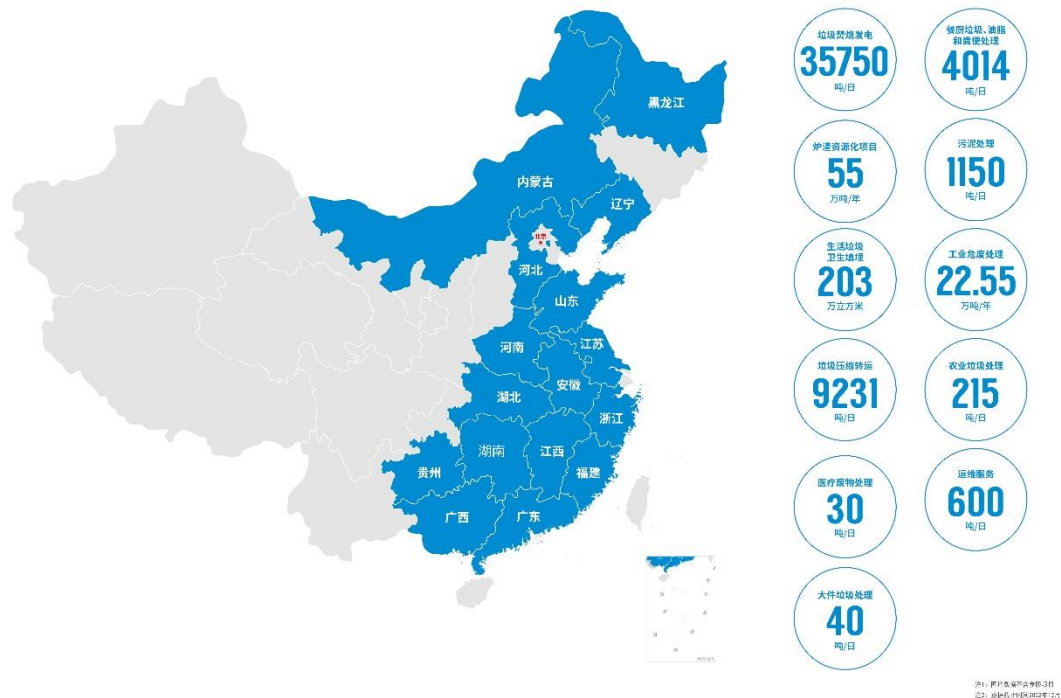 黑龙江
内蒙古
辽宁
北京
河北
山东
河南
江苏
安徽
湖北
浙江
湖南
江西
贵州
福建
广西
广东
垃圾焚烧发电
35750
吨/日
餐厨垃圾、油脂
和粪便处理
4014
吨/日
炉渣资源化项目
55
万吨/年
污泥处理
1150
吨/日
生活垃圾
卫生填埋
203
万立方米
工业危废处理
22.55
万吨/年
垃圾压缩转运
9231
吨/日
农业垃圾处理
215
吨/日
医疗废物处理
30
吨/日
运维服务
600
吨/日
大件垃圾处理
40
吨/日